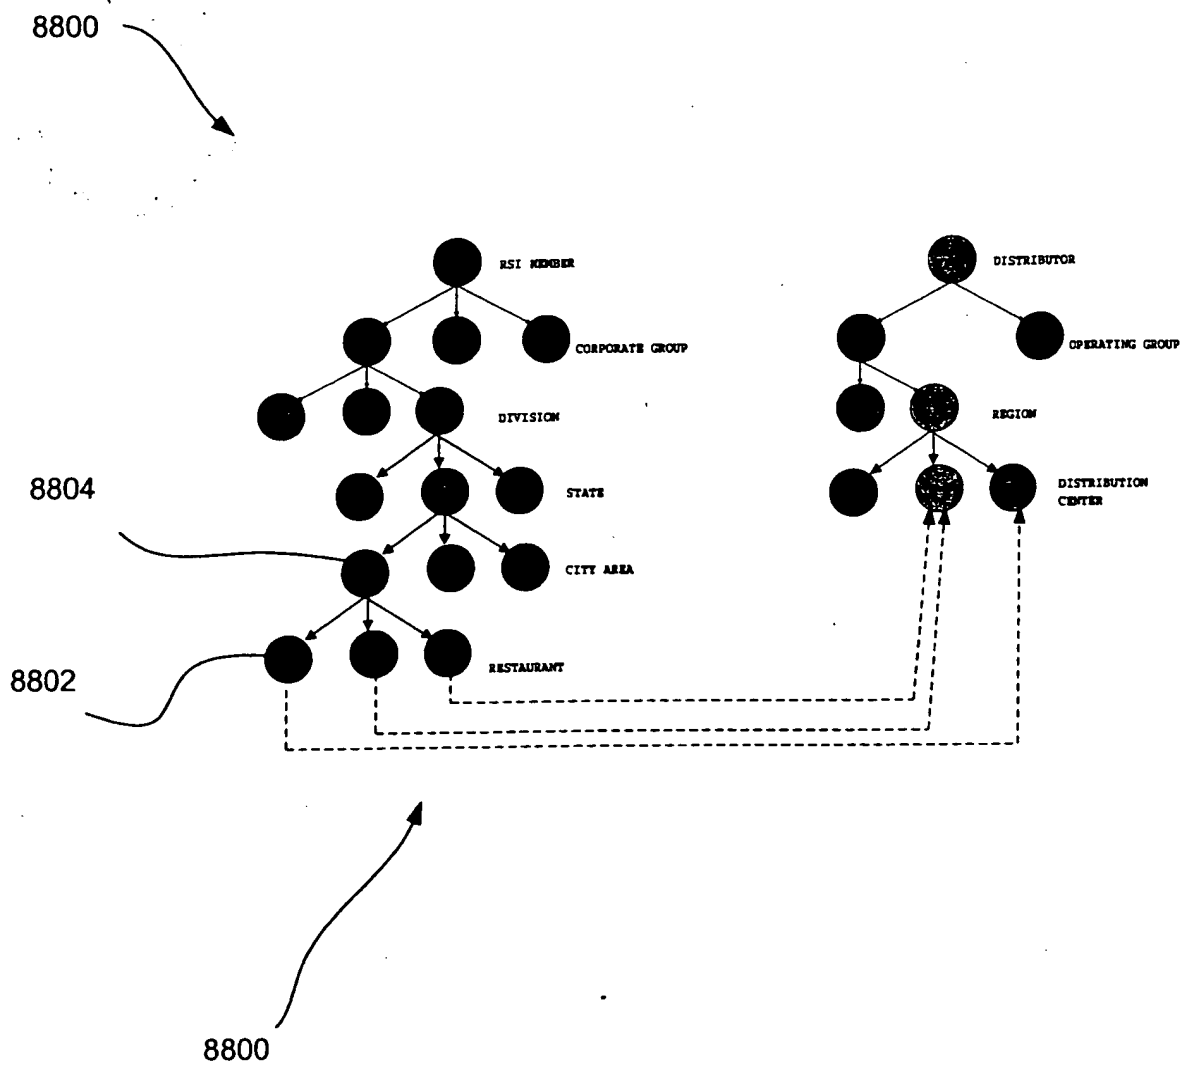 8800
RSI MEMBER
DISTRIBUTOR
CORPORATE GROUP
OPERATING GROUP
DIVISION
REGION
8804
STATE
DISTRIBUTION
CENTER
CITY AREA
8802
RESTAURANT
8800